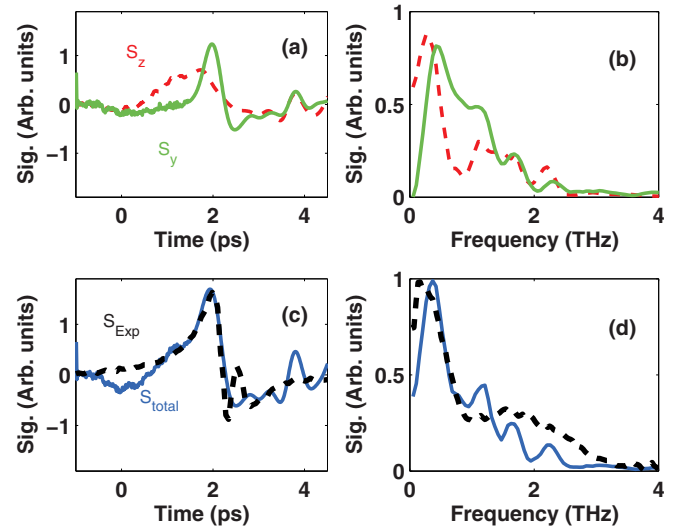 Sig. (Arb. units)
1
0
−1
S_z
S_y
(a)
0
2
4
Time (ps)
Sig. (Arb. units)
1
0.5
0
(b)
0
2
4
Frequency (THz)
Sig. (Arb. units)
1
0
−1
S_Exp
S_total
(c)
0
2
4
Time (ps)
Sig. (Arb. units)
1
0.5
0
(d)
0
2
4
Frequency (THz)